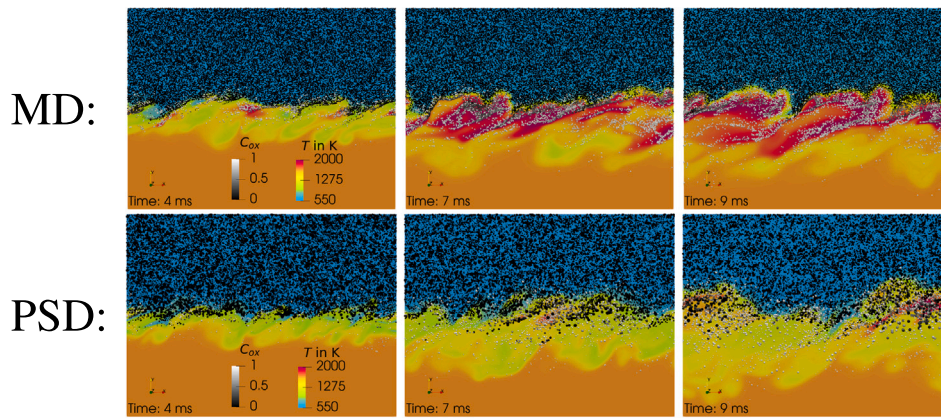 MD:
C_ox
1
0.5
0
T in K
2000
1275
550
Time: 4 ms
Time: 7 ms
Time: 9 ms
PSD:
C_ox
1
0.5
0
T in K
2000
1275
550
Time: 4 ms
Time: 7 ms
Time: 9 ms